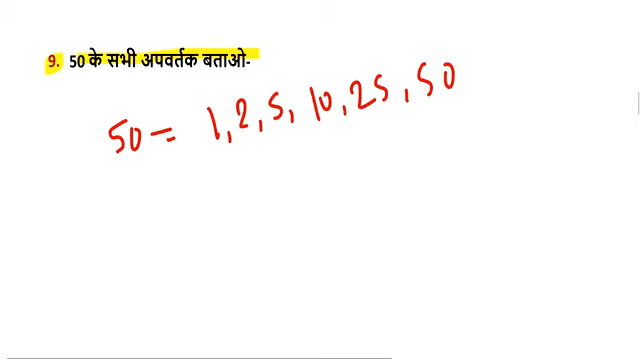 9. 50 के सभी अपवर्तक बताओ-
50 = 1, 2, 5, 10, 25, 50